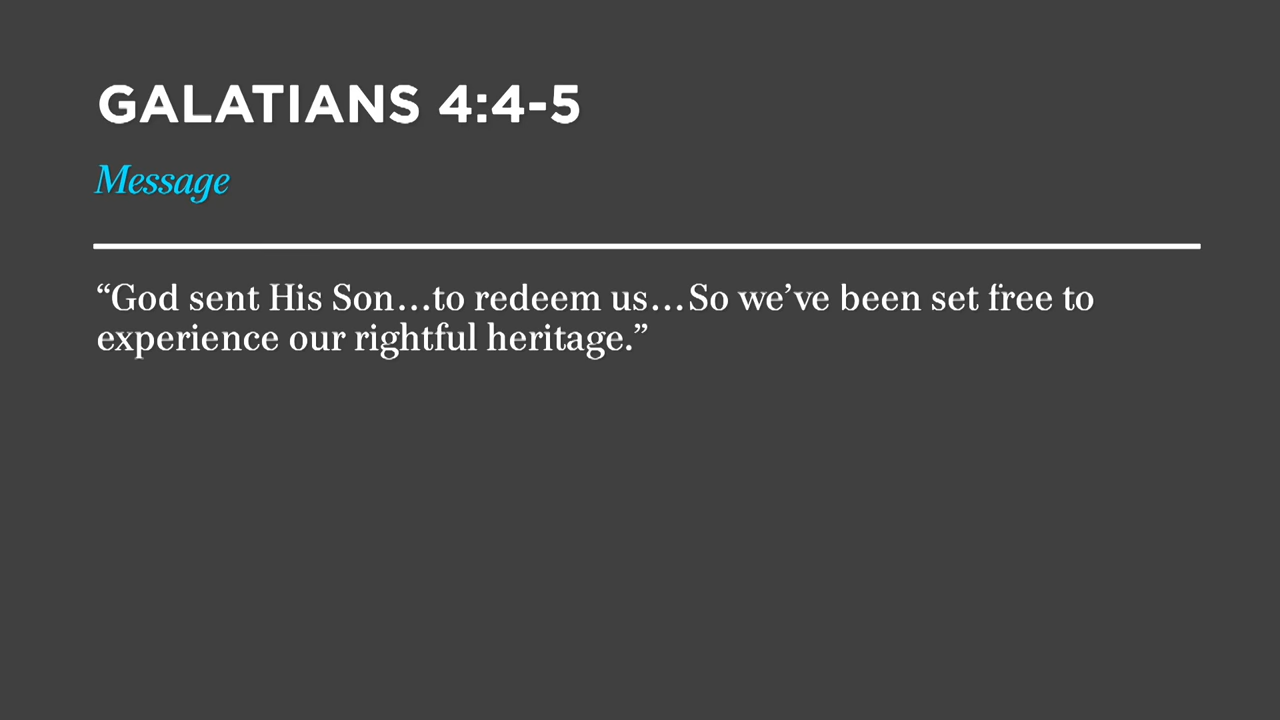 GALATIANS 4:4-5
Message
“God sent His Son…to redeem us…So we’ve been set free to
experience our rightful heritage.”